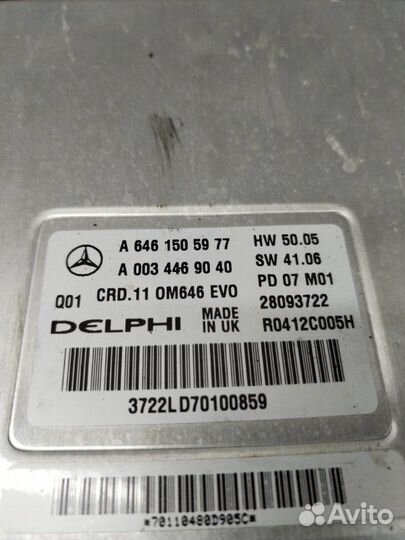 A 646 150 59 77 HW 50.05
A 003 446 90 40 SW 41.06
Q01 CRD.11 OM646 EVO PD 07 M01
28093722
DELPHI MADE IN UK R0412C005H
3722LD70100859
*70110480D905C*
Avito